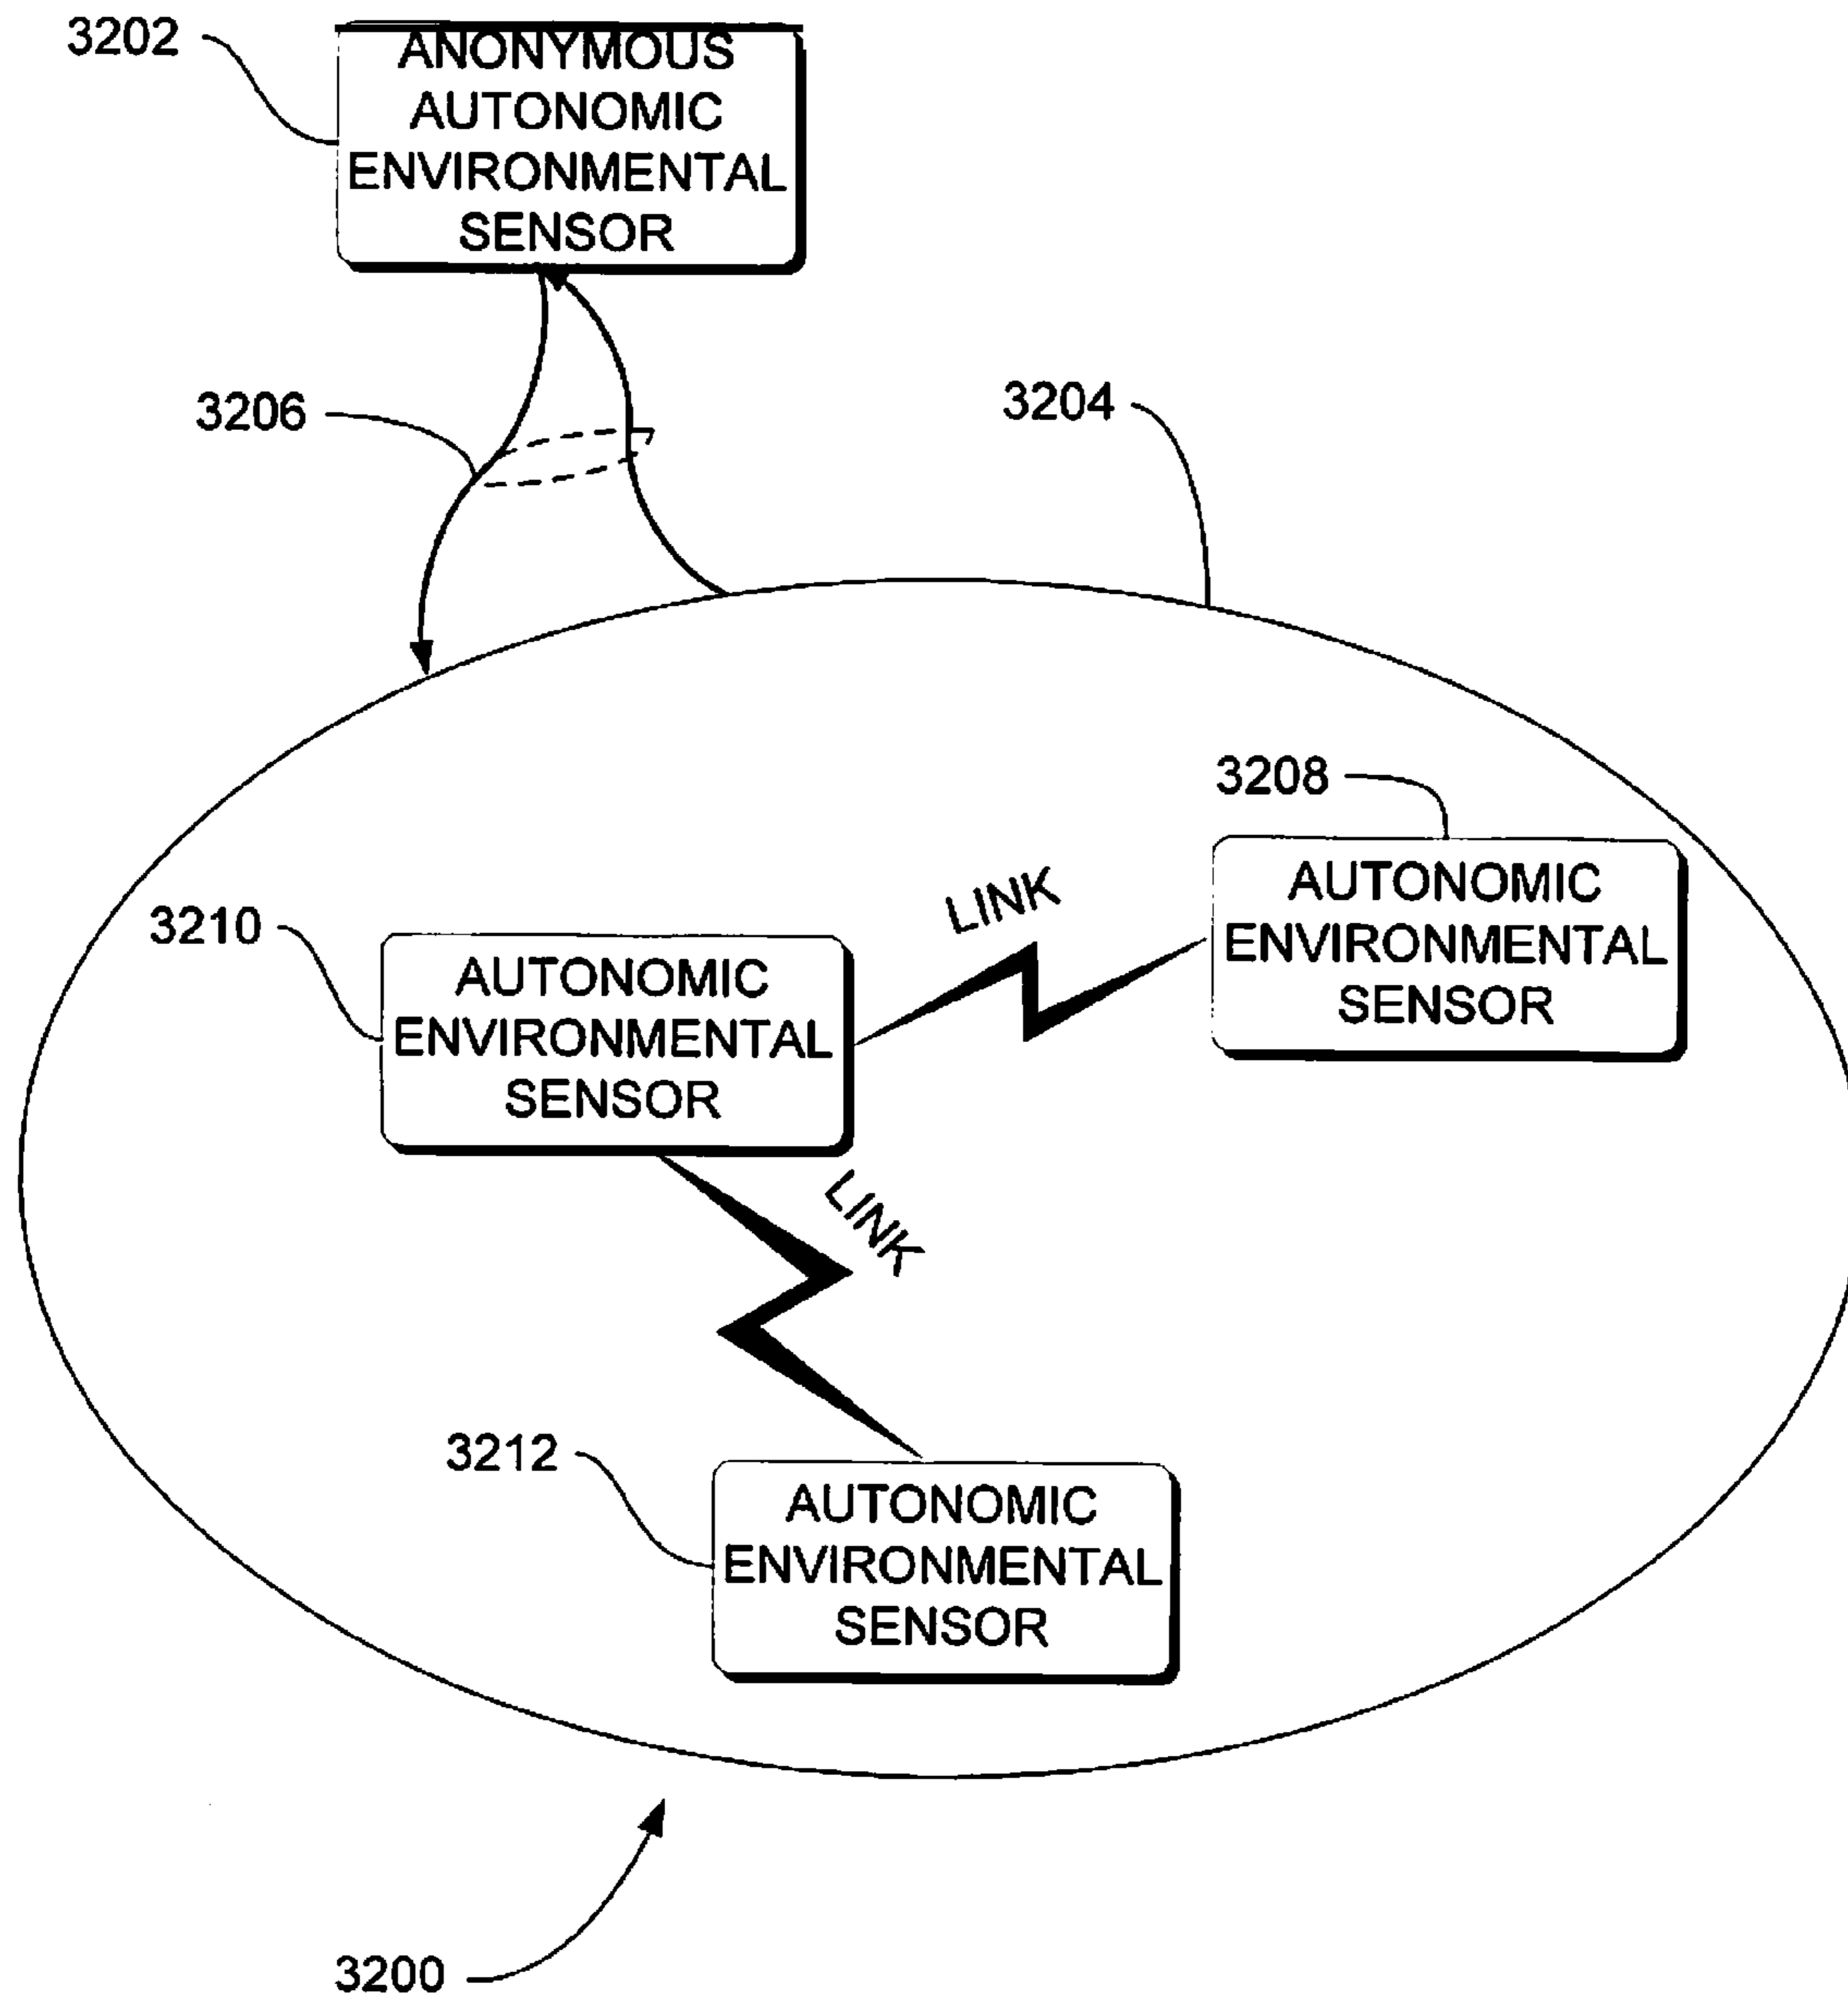 3202
ANONYMOUS
AUTONOMIC
ENVIRONMENTAL
SENSOR
3206
3204
3208
AUTONOMIC
ENVIRONMENTAL
SENSOR
LINK
3210
AUTONOMIC
ENVIRONMENTAL
SENSOR
LINK
3212
AUTONOMIC
ENVIRONMENTAL
SENSOR
3200